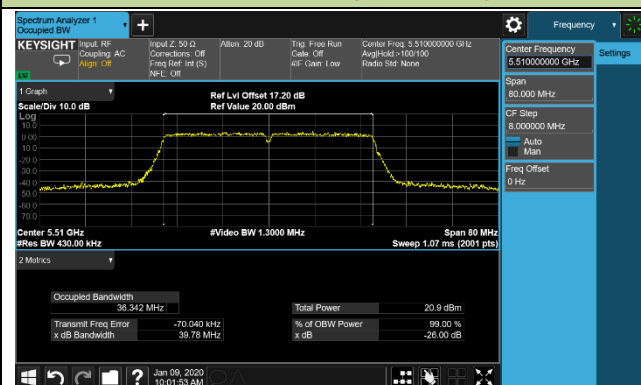 Spectrum Analyzer 1
Occupied BW
Frequency
KEYSIGHT
Input: RF
Coupling: AC
Align: Off
Input Z: 50 Ω
Corrections: Off
Freq Ref: Int (S)
NFE: Off
Atten: 20 dB
Trig: Free Run
Gate: Off
#IF Gain: Low
Center Freq: 5.510000000 GHz
Avg|Hold:>100/100
Radio Std: None
LXI
Center Frequency
5.510000000 GHz
Settings
Span
80.000 MHz
CF Step
8.000000 MHz
Auto
Man
Freq Offset
0 Hz
1 Graph
Scale/Div 10.0 dB
Ref Lvl Offset 17.20 dB
Ref Value 20.00 dBm
Log
10.0
0.00
-10.0
-20.0
-30.0
-40.0
-50.0
-60.0
-70.0
Center 5.51 GHz
#Video BW 1.3000 MHz
Span 80 MHz
#Res BW 430.00 kHz
Sweep 1.07 ms (2001 pts)
2 Metrics
Occupied Bandwidth
36.342 MHz
Total Power 20.9 dBm
Transmit Freq Error -70.040 kHz
% of OBW Power 99.00 %
x dB Bandwidth 39.78 MHz
x dB -26.00 dB
?
Jan 09, 2020
10:01:53 AM